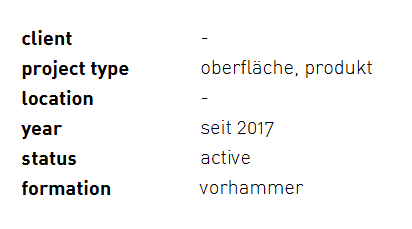 client -
project type oberfläche, produkt
location -
year seit 2017
status active
formation vorhammer